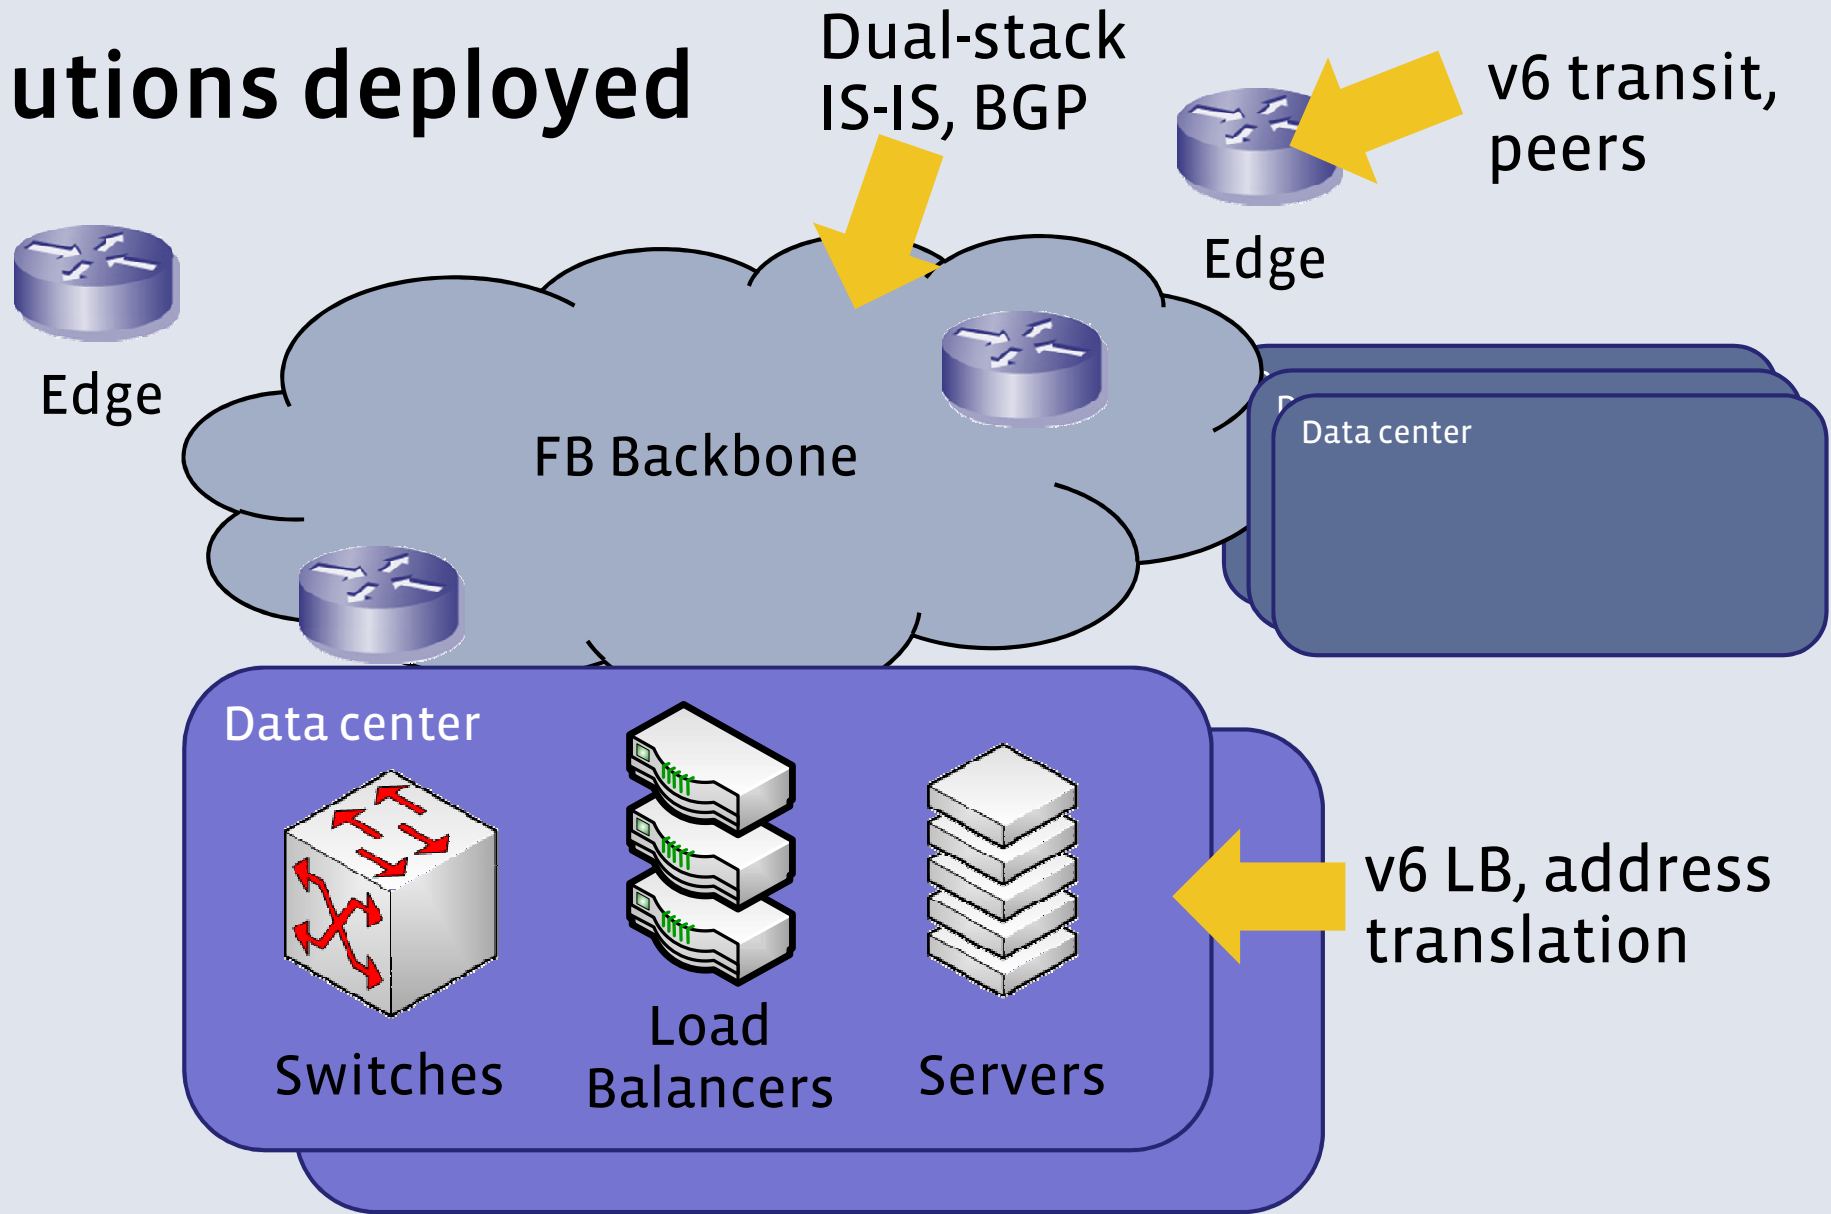 utions deployed
Dual-stack
IS-IS, BGP
v6 transit,
peers
Edge
Edge
FB Backbone
Data center
Data center
Switches
Load
Balancers
Servers
v6 LB, address
translation